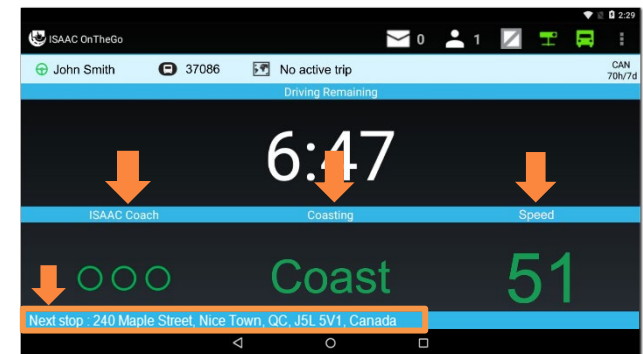 2:29
ISAAC OnTheGo 0 1
John Smith 37086 No active trip CAN
70h/7d
Driving Remaining
6:47
ISAAC Coach Coasting Speed
Coast 51
Next stop : 240 Maple Street, Nice Town, QC, J5L 5V1, Canada